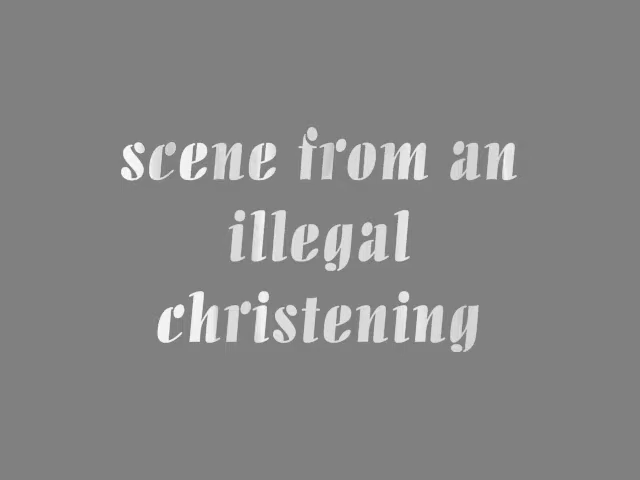 scene from an
illegal
christening